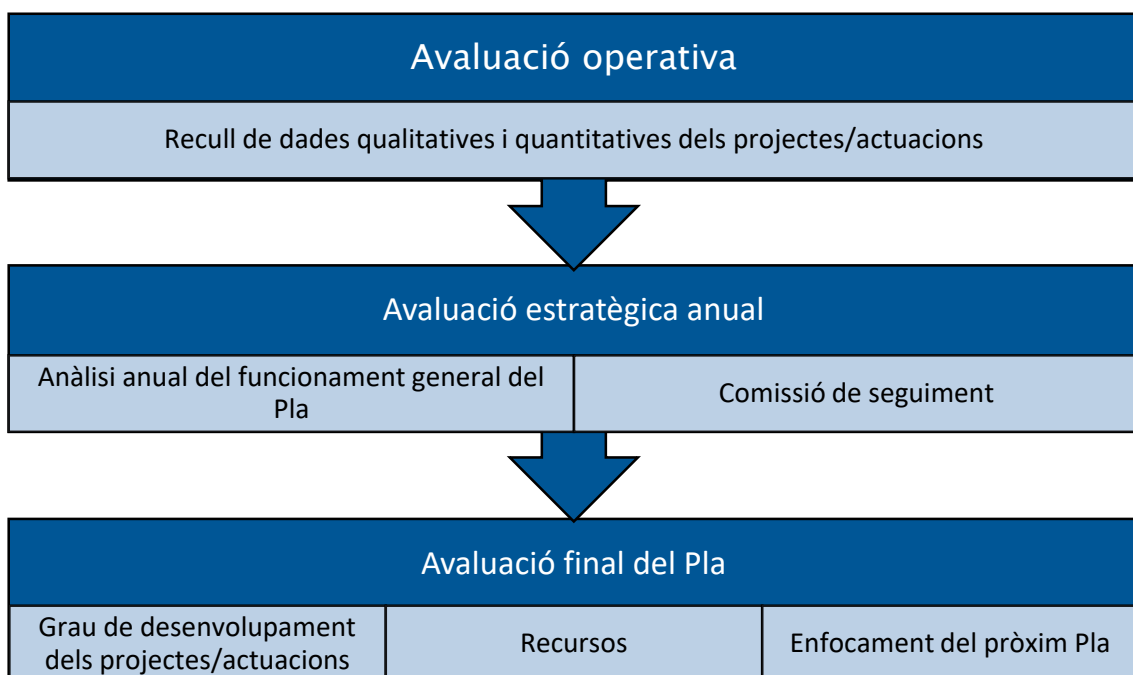 Avaluació operativa
Recull de dades qualitatives i quantitatives dels projectes/actuacions
Avaluació estratègica anual
Anàlisi anual del funcionament general del
Pla
Comissió de seguiment
Avaluació final del Pla
Grau de desenvolupament
dels projectes/actuacions
Recursos
Enfocament del pròxim Pla